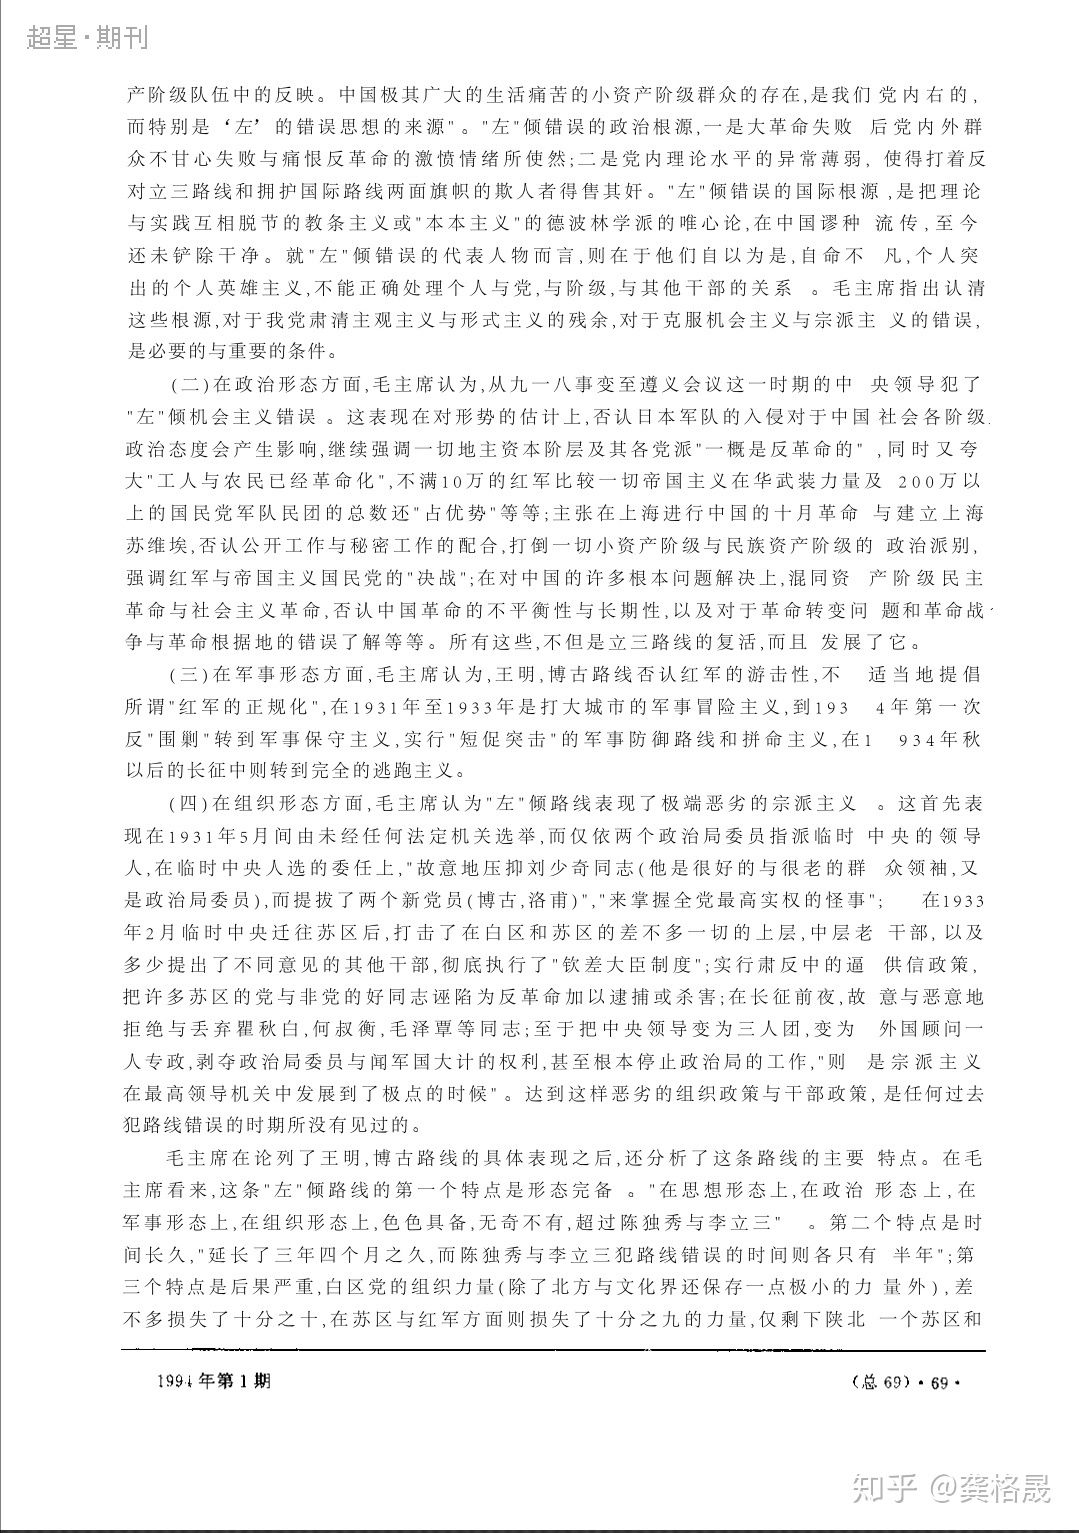 超星·期刊
产阶级队伍中的反映。中国极其广大的生活痛苦的小资产阶级群众的存在,是我们 党内右的,
而特别是‘左’的错误思想的来源"。"左"倾错误的政治根源,一是大革命失败 后党内外群
众不甘心失败与痛恨反革命的激愤情绪所使然;二是党内理论水平的异常薄弱, 使得打着反
对立三路线和拥护国际路线两面旗帜的欺人者得售其奸。"左"倾错误的国际根源 ,是把理论
与实践互相脱节的教条主义或"本本主义"的德波林学派的唯心论,在中国谬种 流传,至今
还未铲除干净。就"左"倾错误的代表人物而言,则在于他们自以为是,自命不 凡,个人突
出的个人英雄主义,不能正确处理个人与党,与阶级,与其他干部的关系 。毛主席指出认清
这些根源,对于我党肃清主观主义与形式主义的残余,对于克服机会主义与宗派主 义的错误,
是必要的与重要的条件。
(二)在政治形态方面,毛主席认为,从九一八事变至遵义会议这一时期的中 央领导犯了
"左"倾机会主义错误 。这表现在对形势的估计上,否认日本军队的入侵对于中国 社会各阶级
政治态度会产生影响,继续强调一切地主资本阶层及其各党派"一概是反革命的" ,同时又夸
大"工人与农民已经革命化",不满10万的红军比较一切帝国主义在华武装力量及 200万以
上的国民党军队民团的总数还"占优势"等等;主张在上海进行中国的十月革命 与建立上海
苏维埃,否认公开工作与秘密工作的配合,打倒一切小资产阶级与民族资产阶级的 政治派别,
强调红军与帝国主义国民党的"决战";在对中国的许多根本问题解决上,混同资 产阶级民主
革命与社会主义革命,否认中国革命的不平衡性与长期性,以及对于革命转变问 题和革命战
争与革命根据地的错误了解等等。所有这些,不但是立三路线的复活,而且 发展了它。
(三)在军事形态方面,毛主席认为,王明,博古路线否认红军的游击性,不 适当地提倡
所谓"红军的正规化",在1931年至1933年是打大城市的军事冒险主义,到193 4年第一次
反"围剿"转到军事保守主义,实行"短促突击"的军事防御路线和拼命主义,在1 934年秋
以后的长征中则转到完全的逃跑主义。
(四)在组织形态方面,毛主席认为"左"倾路线表现了极端恶劣的宗派主义 。这首先表
现在1931年5月间由未经任何法定机关选举,而仅依两个政治局委员指派临时 中央的领导
人,在临时中央人选的委任上,"故意地压抑刘少奇同志(他是很好的与很老的群 众领袖,又
是政治局委员),而提拔了两个新党员(博古,洛甫)","来掌握全党最高实权的怪事"; 在1933
年2月临时中央迁往苏区后,打击了在白区和苏区的差不多一切的上层,中层老 干部,以及
多少提出了不同意见的其他干部,彻底执行了"钦差大臣制度";实行肃反中的逼 供信政策,
把许多苏区的党与非党的好同志诬陷为反革命加以逮捕或杀害;在长征前夜,故 意与恶意地
拒绝与丢弃瞿秋白,何叔衡,毛泽覃等同志;至于把中央领导变为三人团,变为 外国顾问一
人专政,剥夺政治局委员与闻军国大计的权利,甚至根本停止政治局的工作,"则 是宗派主义
在最高领导机关中发展到了极点的时候"。达到这样恶劣的组织政策与干部政策,是任何过去
犯路线错误的时期所没有见过的。
毛主席在论列了王明,博古路线的具体表现之后,还分析了这条路线的主要 特点。在毛
主席看来,这条"左"倾路线的第一个特点是形态完备 。"在思想形态上,在政治 形态上,在
军事形态上,在组织形态上,色色具备,无奇不有,超过陈独秀与李立三" 。第二个特点是时
间长久,"延长了三年四个月之久,而陈独秀与李立三犯路线错误的时间则各只有 半年";第
三个特点是后果严重,白区党的组织力量(除了北方与文化界还保存一点极小的力 量外),差
不多损失了十分之十,在苏区与红军方面则损失了十分之九的力量,仅剩下陕北 一个苏区和
1994年第1期 (总69)·69·
知乎 @龚格晟